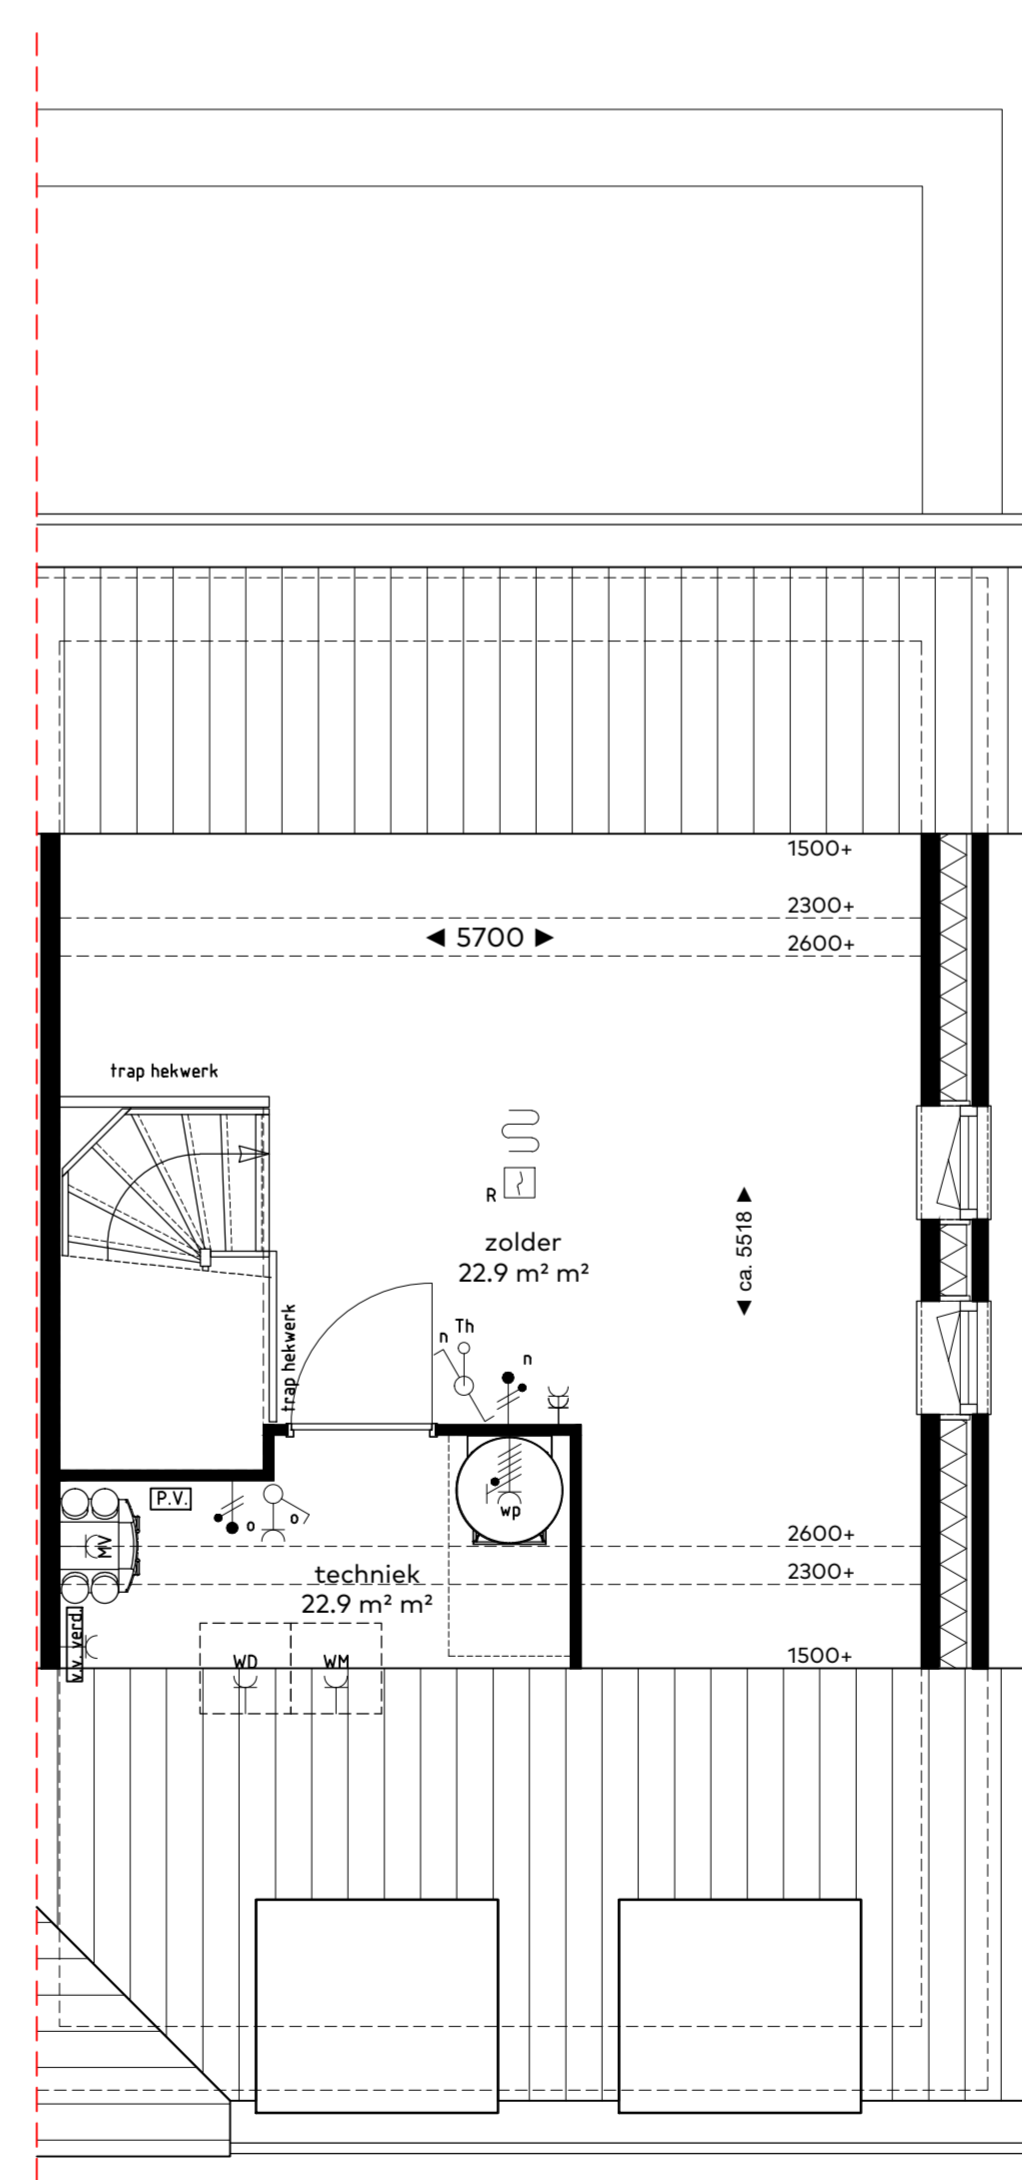 1500+
2300+
5700
2600+
trap hekwerk
R
zolder
22.9 m² m²
ca. 5518
trap hekwerk
n
Th
n
P.V.
o
o
wp
MV
2600+
techniek
2300+
22.9 m² m²
v.v. verd.
WD
WM
1500+